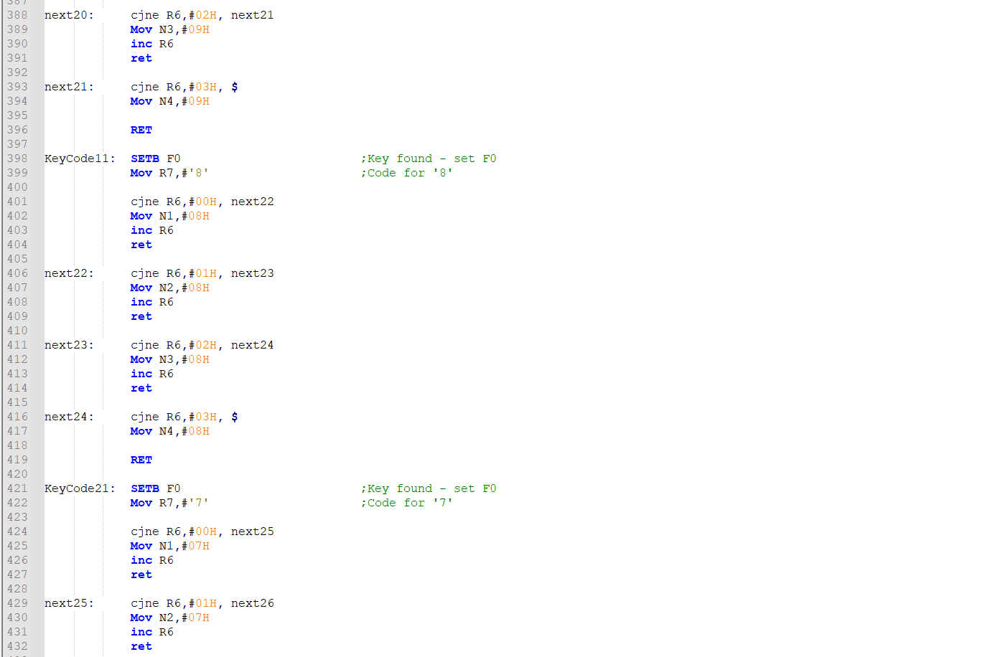 387
388 next20: cjne R6,#02H, next21
389 Mov N3,#09H
390 inc R6
391 ret
392
393 next21: cjne R6,#03H, $
394 Mov N4,#09H
395
396 RET
397
398 KeyCode11: SETB F0 ;Key found - set F0
399 Mov R7,#'8' ;Code for '8'
400
401 cjne R6,#00H, next22
402 Mov N1,#08H
403 inc R6
404 ret
405
406 next22: cjne R6,#01H, next23
407 Mov N2,#08H
408 inc R6
409 ret
410
411 next23: cjne R6,#02H, next24
412 Mov N3,#08H
413 inc R6
414 ret
415
416 next24: cjne R6,#03H, $
417 Mov N4,#08H
418
419 RET
420
421 KeyCode21: SETB F0 ;Key found - set F0
422 Mov R7,#'7' ;Code for '7'
423
424 cjne R6,#00H, next25
425 Mov N1,#07H
426 inc R6
427 ret
428
429 next25: cjne R6,#01H, next26
430 Mov N2,#07H
431 inc R6
432 ret